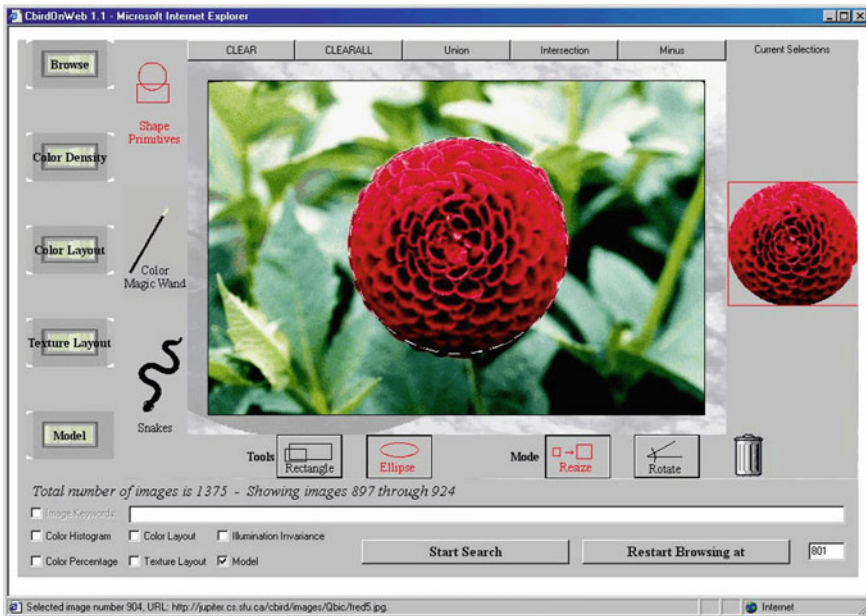 CbirdOnWeb 1.1 - Microsoft Internet Explorer
CLEAR
CLEARALL
Union
Intersection
Minus
Current Selections
Browse
Color Density
Color Layout
Texture Layout
Model
Shape
Primitives
Color
Magic Wand
Snakes
Tools
Rectangle
Ellipse
Mode
Resize
Rotate
Total number of images is 1375 - Showing images 897 through 924
Image Keywords:
Color Histogram
Color Layout
Illumination Invariance
Color Percentage
Texture Layout
Model
Start Search
Restart Browsing at
801
Selected image number 904, URL: http://jupiter.cs.sfu.ca/cbird/images/Qbic/fred5.jpg.
Internet